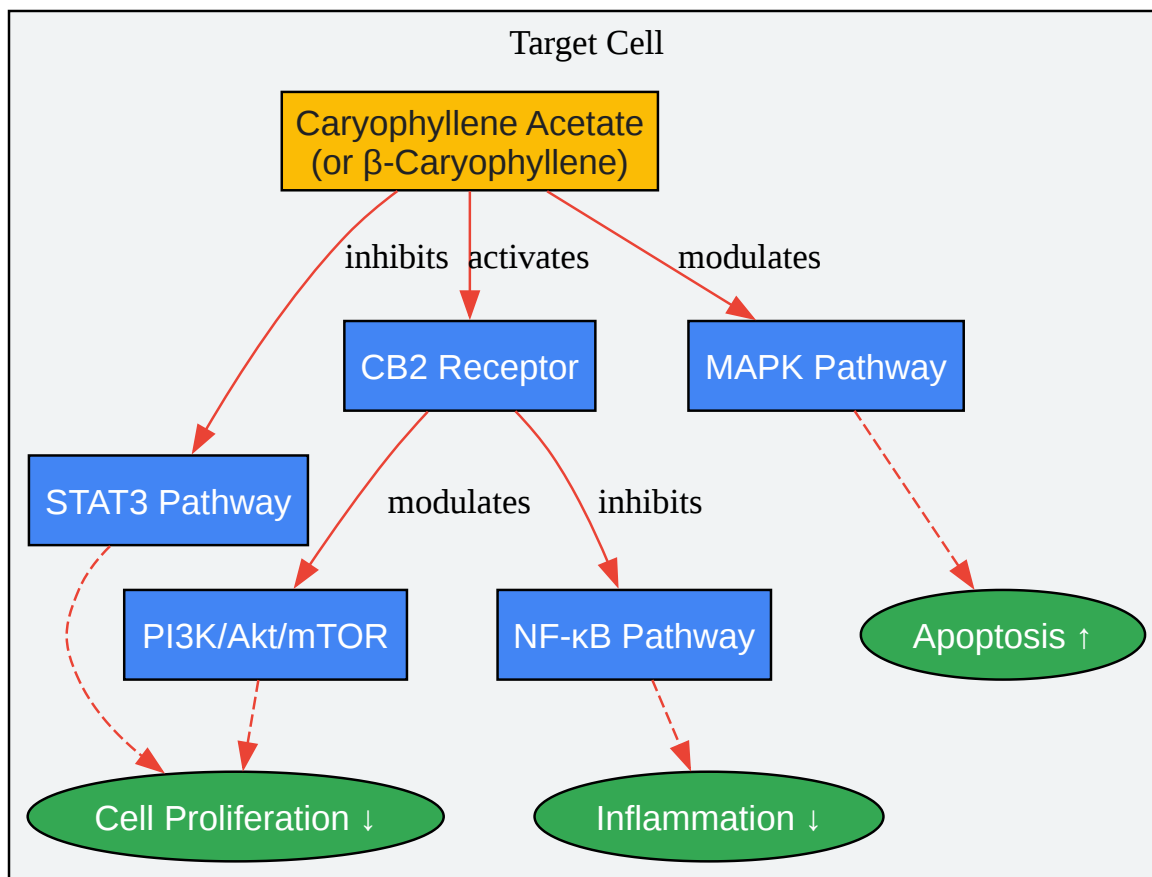 Target Cell
Caryophyllene Acetate
(or β-Caryophyllene)
inhibits
activates
modulates
CB2 Receptor
MAPK Pathway
STAT3 Pathway
modulates
inhibits
PI3K/Akt/mTOR
NF-κB Pathway
Apoptosis ↑
Cell Proliferation ↓
Inflammation ↓